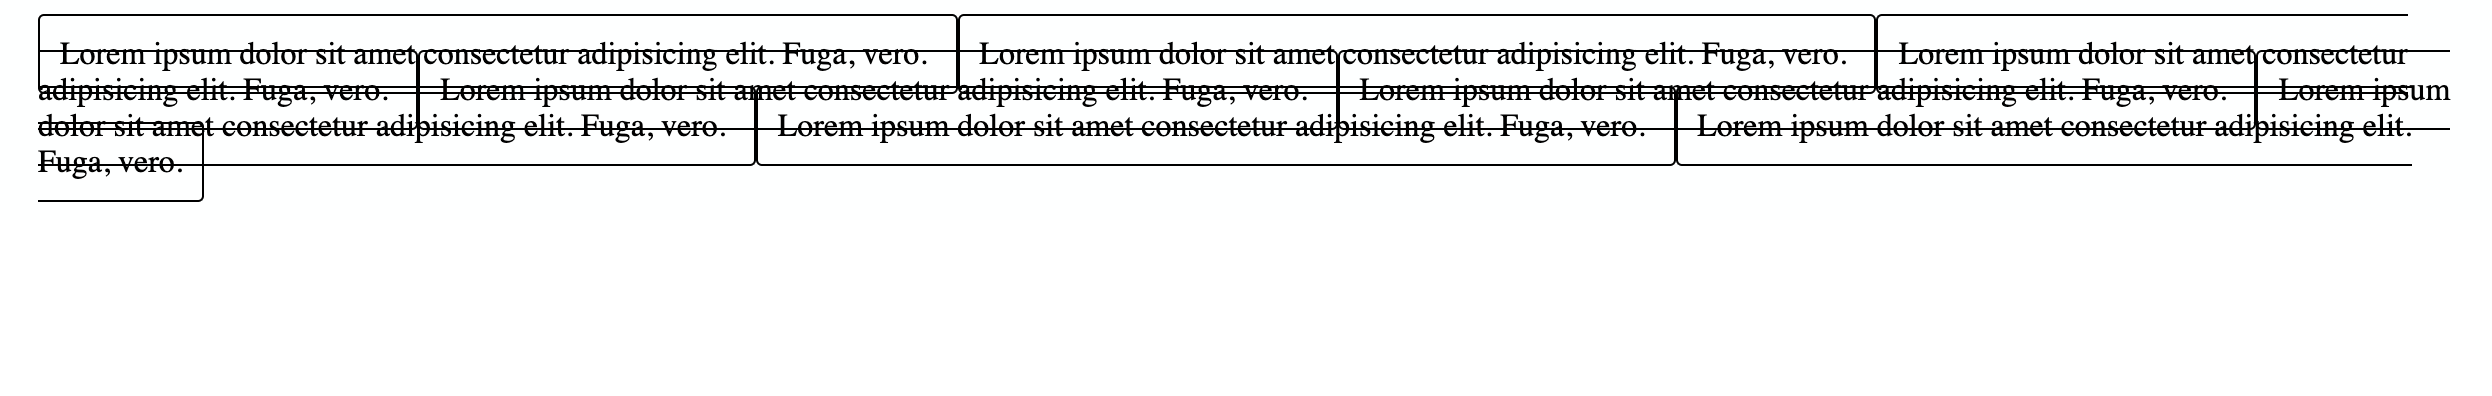 Lorem ipsum dolor sit amet consectetur adipisicing elit. Fuga, vero. Lorem ipsum dolor sit amet consectetur adipisicing elit. Fuga, vero. Lorem ipsum dolor sit amet consectetur
adipisicing elit. Fuga, vero. Lorem ipsum dolor sit amet consectetur adipisicing elit. Fuga, vero. Lorem ipsum dolor sit amet consectetur adipisicing elit. Fuga, vero. Lorem ipsum
dolor sit amet consectetur adipisicing elit. Fuga, vero. Lorem ipsum dolor sit amet consectetur adipisicing elit. Fuga, vero. Lorem ipsum dolor sit amet consectetur adipisicing elit.
Fuga, vero.